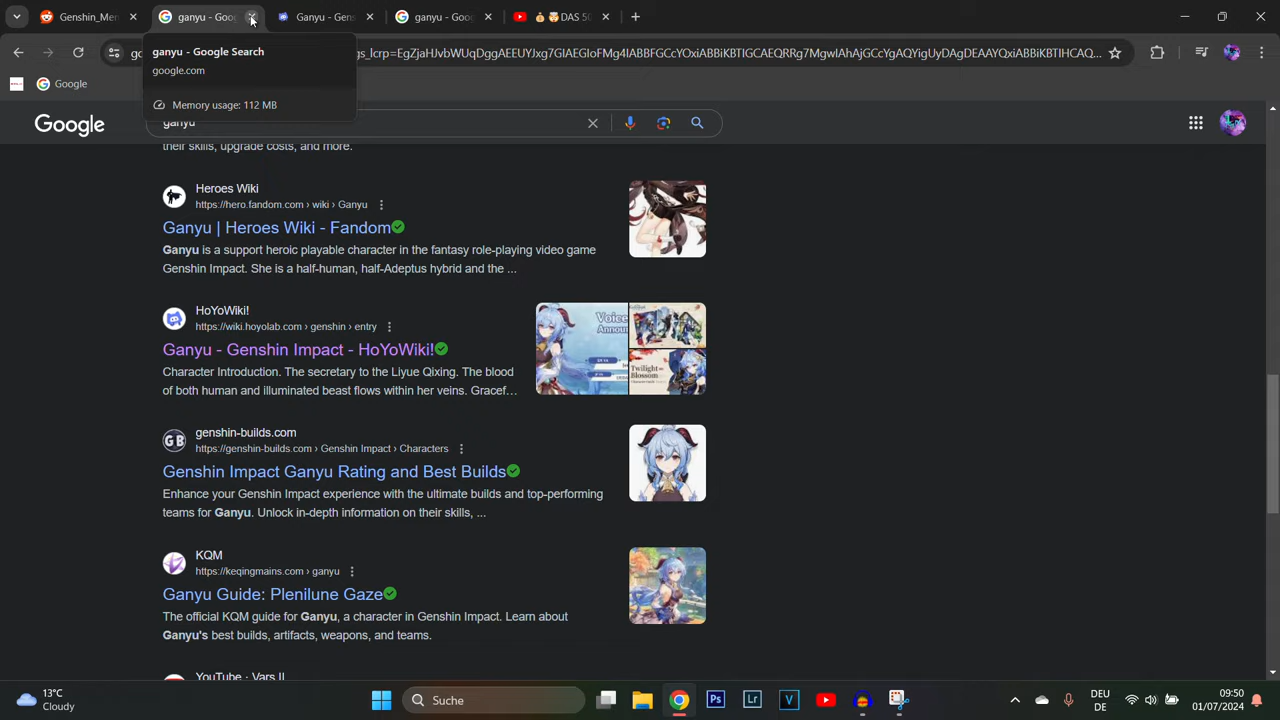 Genshin_Mem
ganyu - Goo
Ganyu - Gens
ganyu - Goo
DAS 50
ganyu - Google Search
google.com
Memory usage: 112 MB
Google
Google
ganyu
their skills, upgrade costs, and more.
Heroes Wiki
https://hero.fandom.com › wiki › Ganyu
Ganyu | Heroes Wiki - Fandom
Ganyu is a support heroic playable character in the fantasy role-playing video game
Genshin Impact. She is a half-human, half-Adeptus hybrid and the ...
HoYoWiki!
https://wiki.hoyolab.com › genshin › entry
Ganyu - Genshin Impact - HoYoWiki!
Character Introduction. The secretary to the Liyue Qixing. The blood
of both human and illuminated beast flows within her veins. Gracef...
Voice
Announ
Twilight
Blossom
genshin-builds.com
https://genshin-builds.com › Genshin Impact › Characters
Genshin Impact Ganyu Rating and Best Builds
Enhance your Genshin Impact experience with the ultimate builds and top-performing
teams for Ganyu. Unlock in-depth information on their skills, ...
KQM
https://keqingmains.com › ganyu
Ganyu Guide: Plenilune Gaze
The official KQM guide for Ganyu, a character in Genshin Impact. Learn about
Ganyu's best builds, artifacts, weapons, and teams.
YouTube · Vars II
13°C
Cloudy
Suche
DEU
DE
09:50
01/07/2024